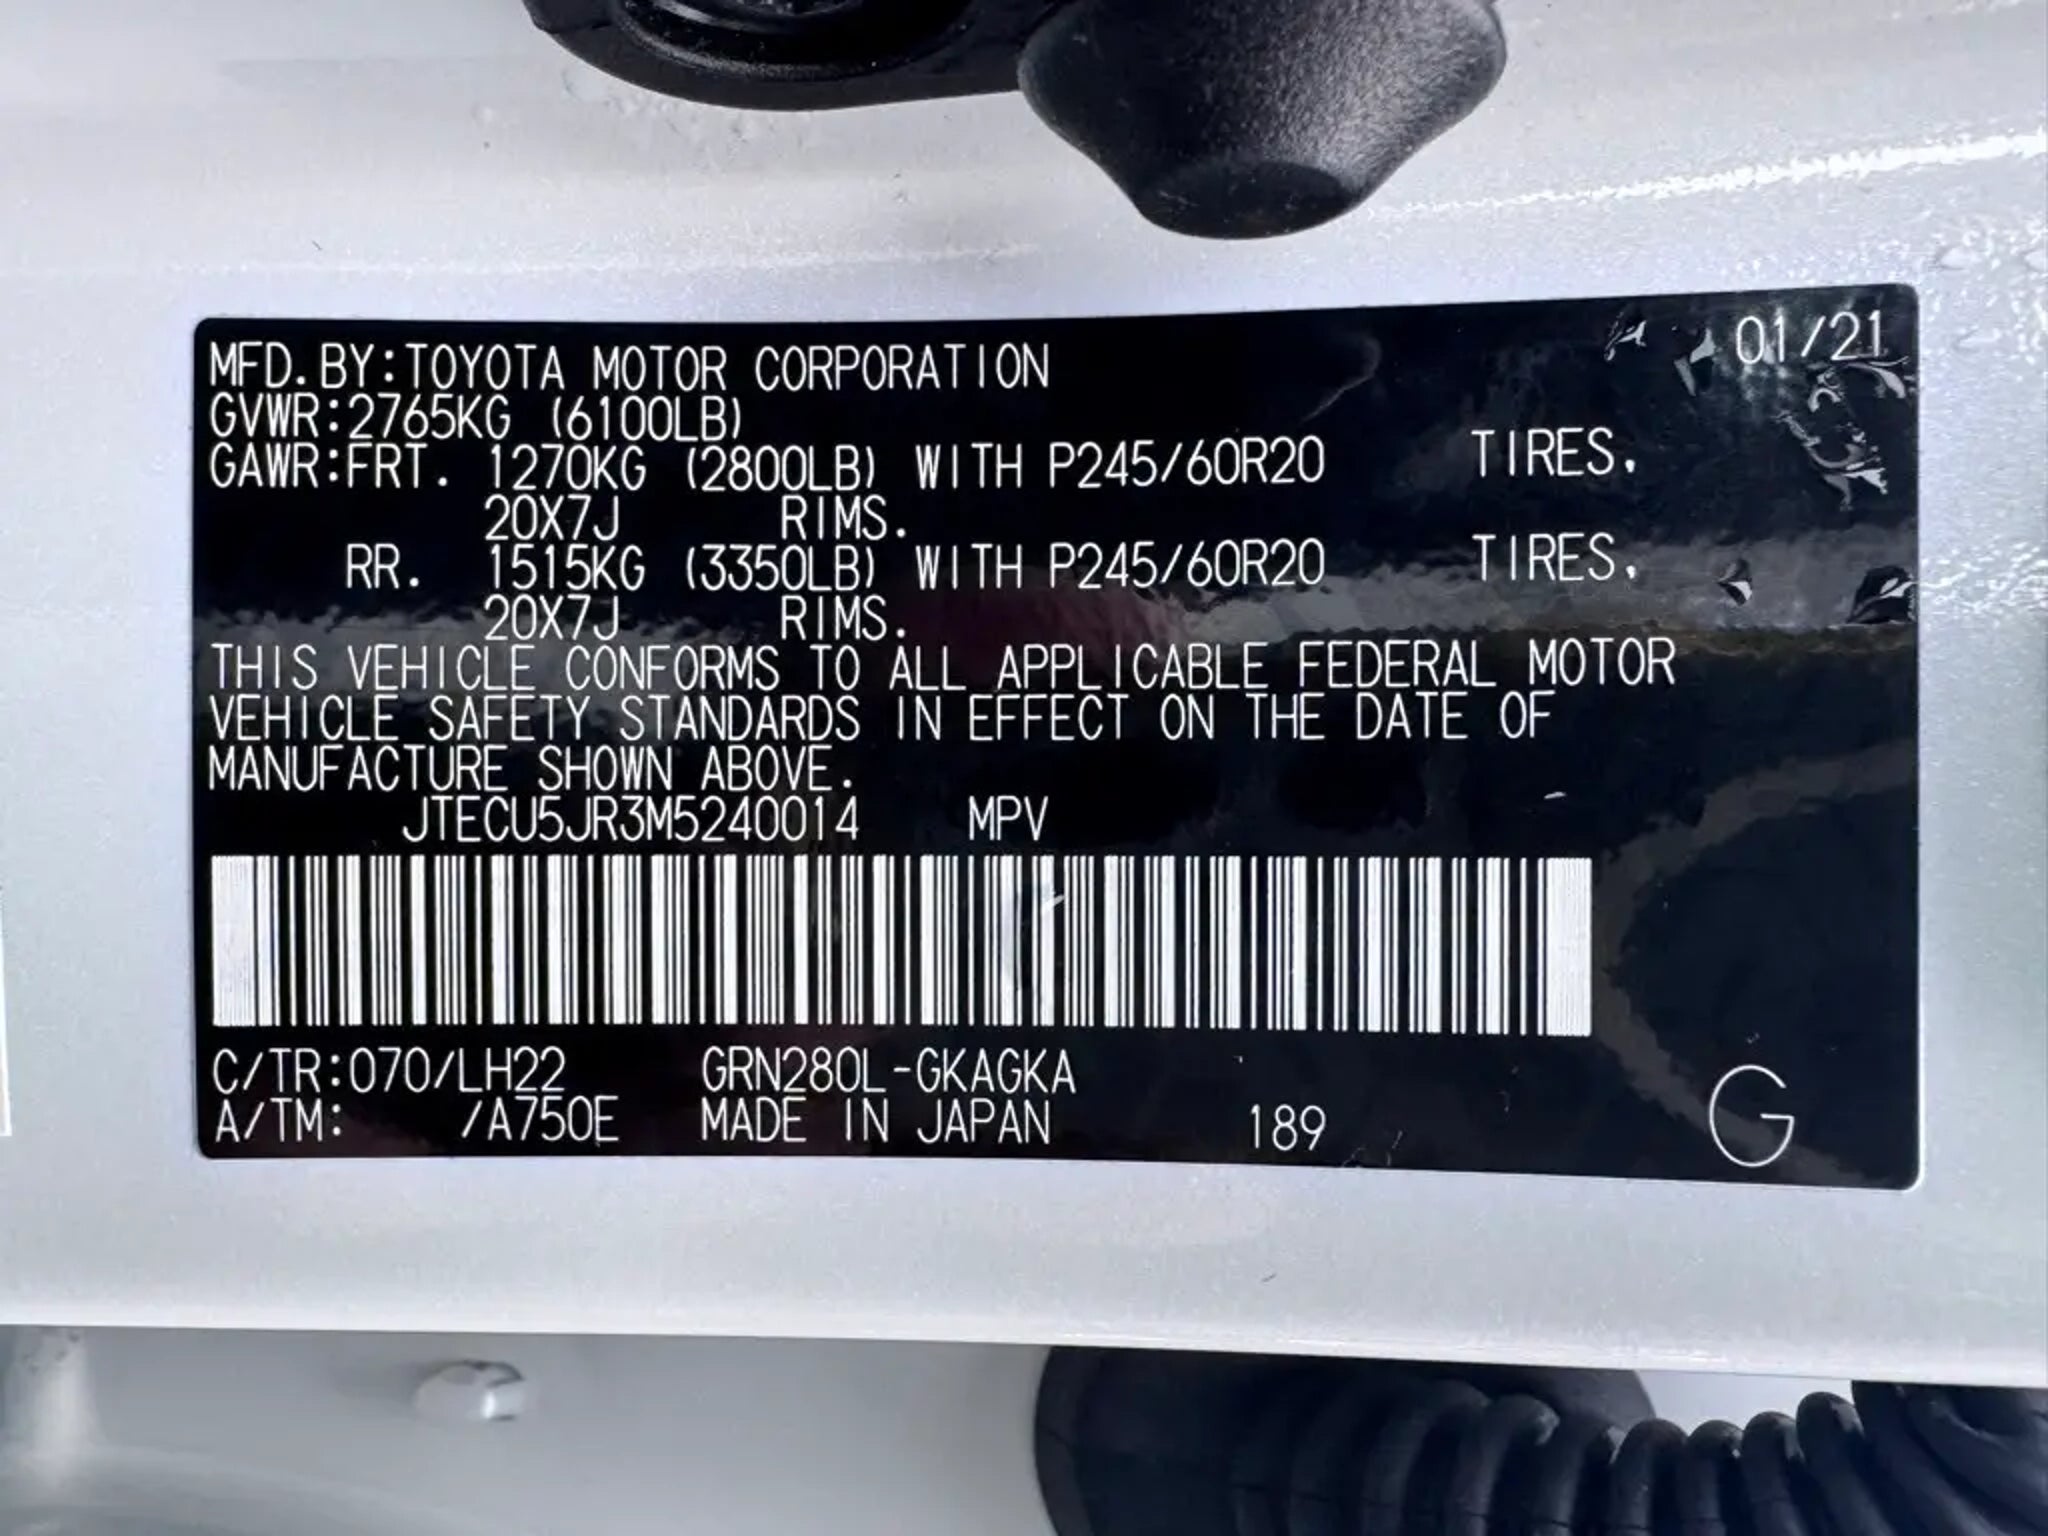 MFD.BY:TOYOTA MOTOR CORPORATION 01/21
GVWR:2765KG (6100LB)
GAWR:FRT. 1270KG (2800LB) WITH P245/60R20 TIRES.
20X7J RIMS.
RR. 1515KG (3350LB) WITH P245/60R20 TIRES.
20X7J RIMS.
THIS VEHICLE CONFORMS TO ALL APPLICABLE FEDERAL MOTOR
VEHICLE SAFETY STANDARDS IN EFFECT ON THE DATE OF
MANUFACTURE SHOWN ABOVE.
JTECU5JR3M5240014 MPV
C/TR:070/LH22 GRN280L-GKAGKA
A/TM: /A750E MADE IN JAPAN 189 G